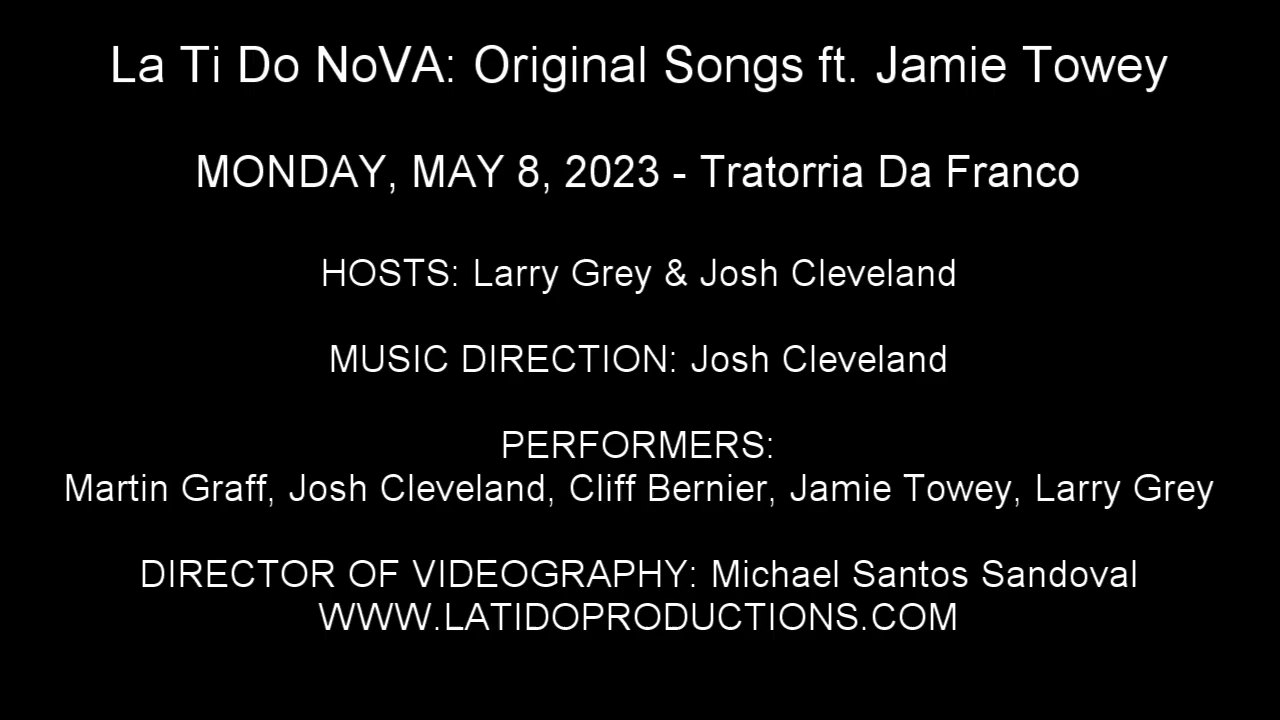 La Ti Do NoVA: Original Songs ft. Jamie Towey
MONDAY, MAY 8, 2023 - Tratorria Da Franco
HOSTS: Larry Grey & Josh Cleveland
MUSIC DIRECTION: Josh Cleveland
PERFORMERS:
Martin Graff, Josh Cleveland, Cliff Bernier, Jamie Towey, Larry Grey
DIRECTOR OF VIDEOGRAPHY: Michael Santos Sandoval
WWW.LATIDOPRODUCTIONS.COM